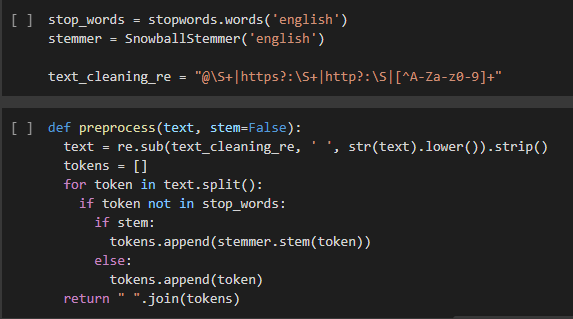 [ ] stop_words = stopwords.words('english')
stemmer = SnowballStemmer('english')
text_cleaning_re = "@\S+|https?:\S+|http?:\S|[^A-Za-z0-9]+"
[ ] def preprocess(text, stem=False):
text = re.sub(text_cleaning_re, ' ', str(text).lower()).strip()
tokens = []
for token in text.split():
if token not in stop_words:
if stem:
tokens.append(stemmer.stem(token))
else:
tokens.append(token)
return " ".join(tokens)